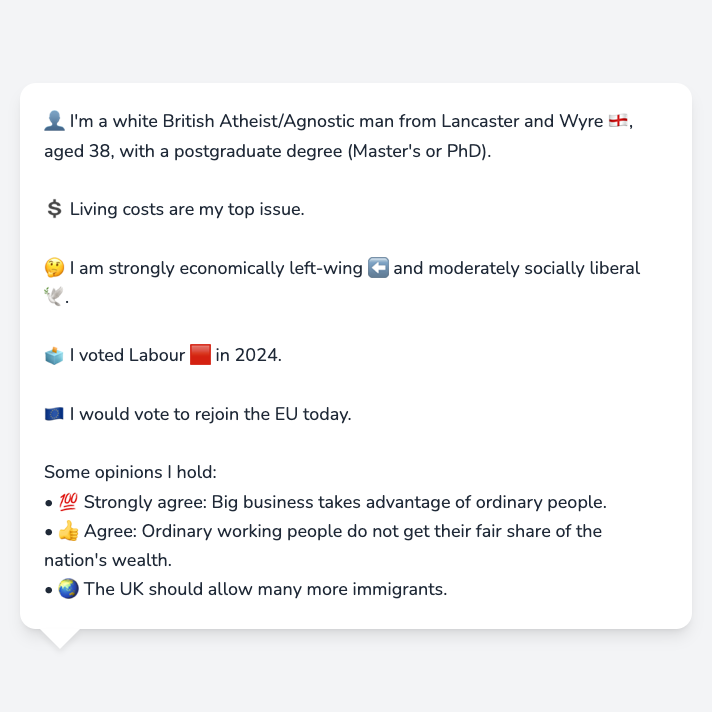 👤 I'm a white British Atheist/Agnostic man from Lancaster and Wyre 🏴󠁧󠁢󠁥󠁮󠁧󠁿,
aged 38, with a postgraduate degree (Master's or PhD).
💲 Living costs are my top issue.
🤔 I am strongly economically left-wing ⬅️ and moderately socially liberal
🕊️.
🗳️ I voted Labour 🟥 in 2024.
🇪🇺 I would vote to rejoin the EU today.
Some opinions I hold:
• 💯 Strongly agree: Big business takes advantage of ordinary people.
• 👍 Agree: Ordinary working people do not get their fair share of the
nation's wealth.
• 🌏 The UK should allow many more immigrants.